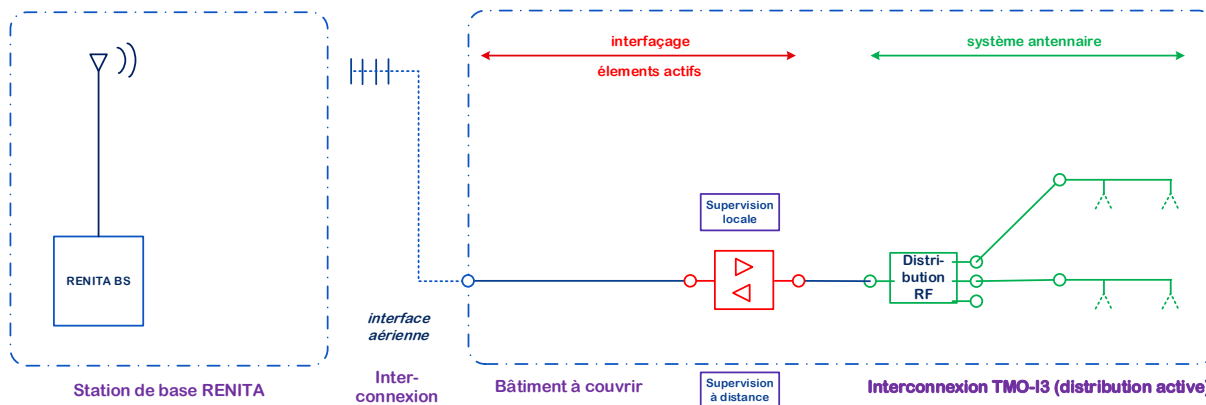 interfaçage
élements actifs
système antennaire
Supervision
locale
RENITA BS
Distri-
bution
RF
interface
aérienne
Station de base RENITA
Inter-
connexion
Bâtiment à couvrir
Supervision
à distance
Interconnexion TMO-I3 (distribution active)